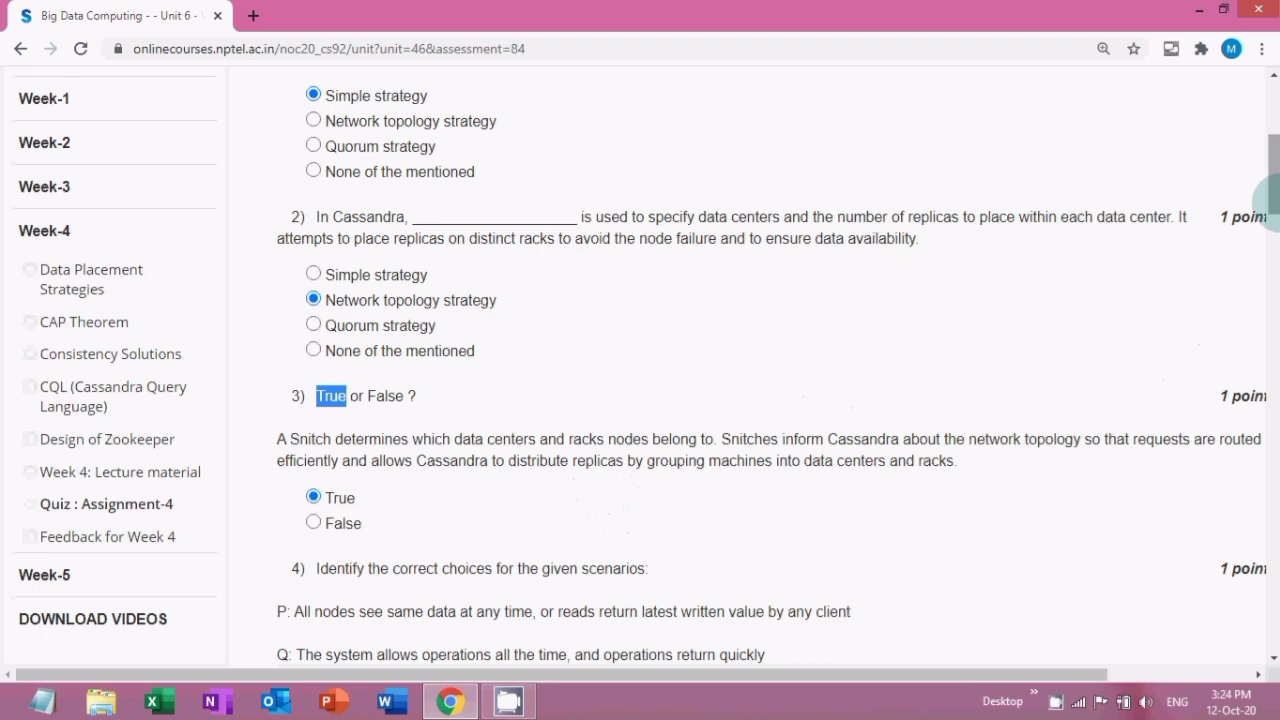 Big Data Computing - - Unit 6 -
onlinecourses.nptel.ac.in/noc20_cs92/unit?unit=46&assessment=84
M
Week-1
Week-2
Week-3
Week-4
Data Placement
Strategies
CAP Theorem
Consistency Solutions
CQL (Cassandra Query
Language)
Design of Zookeeper
Week 4: Lecture material
Quiz : Assignment-4
Feedback for Week 4
Week-5
DOWNLOAD VIDEOS
Simple strategy
Network topology strategy
Quorum strategy
None of the mentioned
2) In Cassandra, ____________________ is used to specify data centers and the number of replicas to place within each data center. It 1 poin
attempts to place replicas on distinct racks to avoid the node failure and to ensure data availability.
Simple strategy
Network topology strategy
Quorum strategy
None of the mentioned
3) True or False ? 1 poin
A Snitch determines which data centers and racks nodes belong to. Snitches inform Cassandra about the network topology so that requests are routed
efficiently and allows Cassandra to distribute replicas by grouping machines into data centers and racks.
True
False
4) Identify the correct choices for the given scenarios: 1 poin
P: All nodes see same data at any time, or reads return latest written value by any client
Q: The system allows operations all the time, and operations return quickly
Desktop
ENG
3:24 PM
12-Oct-20